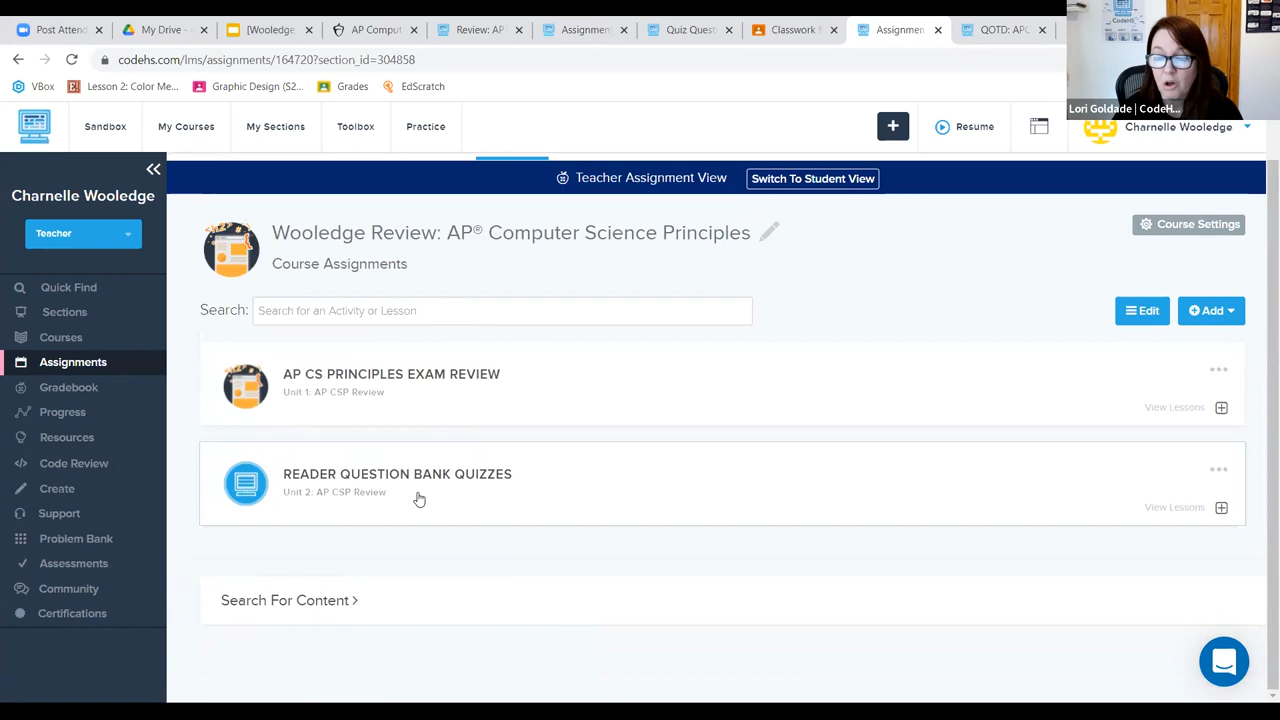 Post Attend
My Drive -
[Wooledge
AP Comput
Review: AP
Assignmen
Quiz Quest
Classwork
Assignmen
QOTD: APC
CodeHS
codehs.com/lms/assignments/164720?section_id=304858
VBox
Lesson 2: Color Me...
Graphic Design (S2...
Grades
EdScratch
Lori Goldade | CodeH...
Sandbox
My Courses
My Sections
Toolbox
Practice
+
Resume
Charnelle Wooledge
Teacher Assignment View
Switch To Student View
Charnelle Wooledge
Teacher
Quick Find
Sections
Courses
Assignments
Gradebook
Progress
Resources
Code Review
Create
Support
Problem Bank
Assessments
Community
Certifications
Wooledge Review: AP® Computer Science Principles
Course Settings
Course Assignments
Search:
Search for an Activity or Lesson
Edit
Add
AP CS PRINCIPLES EXAM REVIEW
Unit 1: AP CSP Review
View Lessons
READER QUESTION BANK QUIZZES
Unit 2: AP CSP Review
View Lessons
Search For Content >